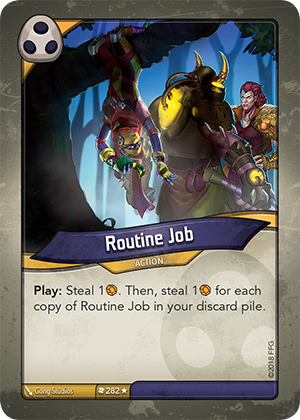 Routine Job
ACTION
Play: Steal 1. Then, steal 1 for each
copy of Routine Job in your discard pile.
©2018 FFG
Gong Studios
282★